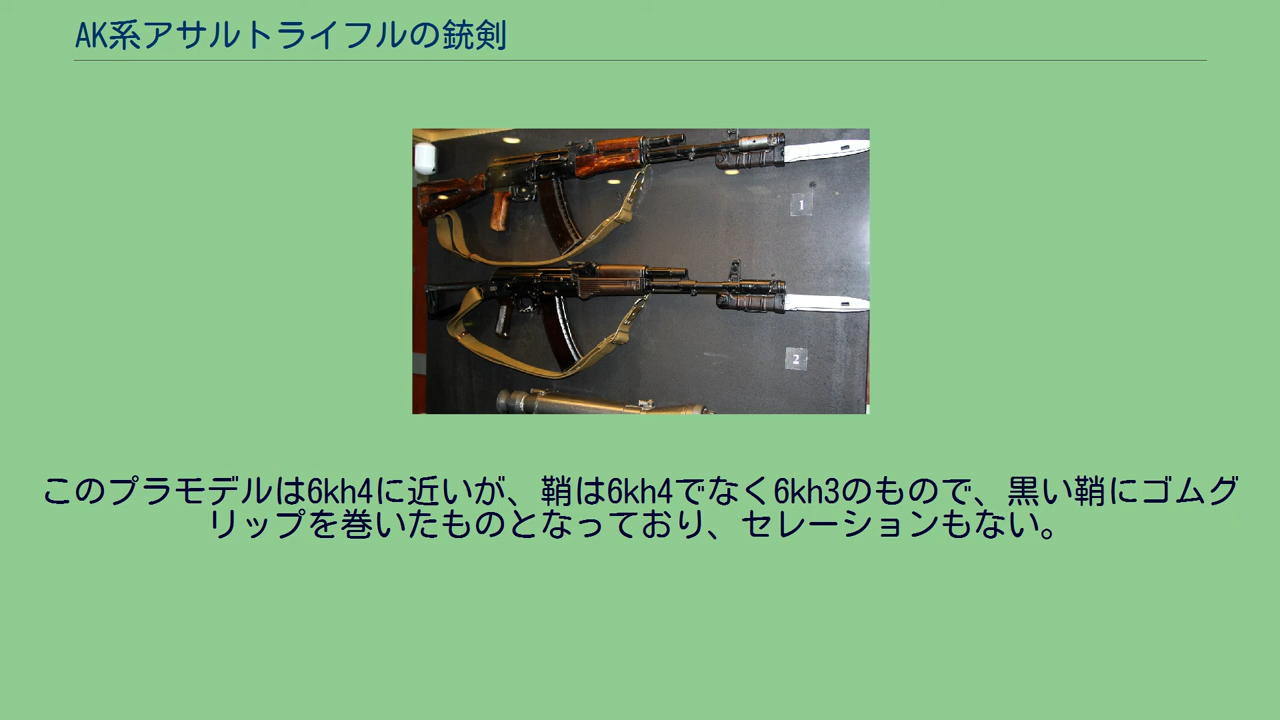 AK系アサルトライフルの銃剣
1
2
このプラモデルは6kh4に近いが、鞘は6kh4でなく6kh3のもので、黒い鞘にゴムグ
リップを巻いたものとなっており、セレーションもない。